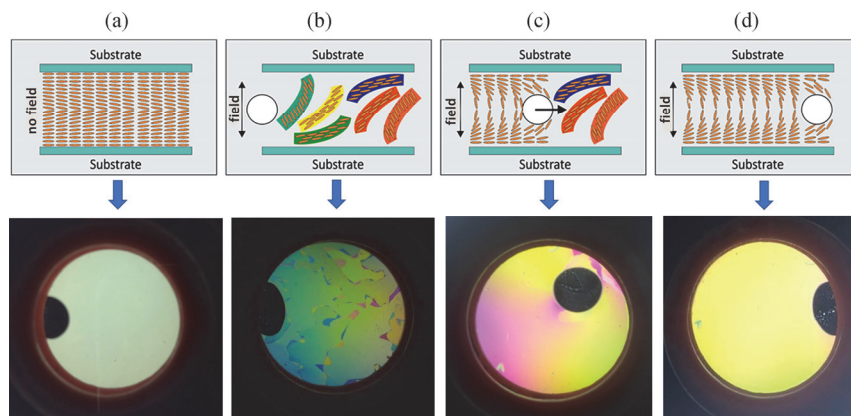 (a)
(b)
(c)
(d)
Substrate
Substrate
Substrate
Substrate
no field
field
field
field
Substrate
Substrate
Substrate
Substrate